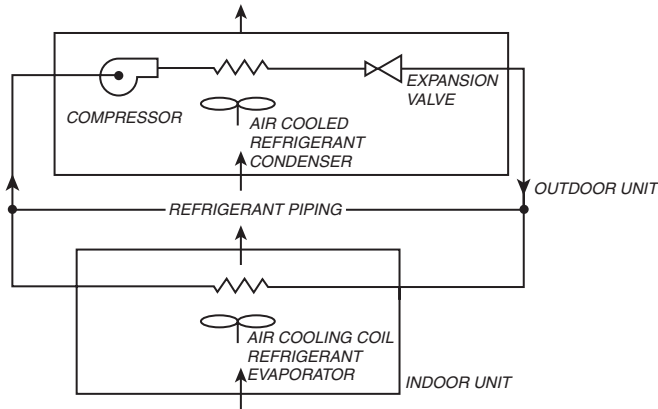 COMPRESSOR
EXPANSION
VALVE
AIR COOLED
REFRIGERANT
CONDENSER
OUTDOOR UNIT
REFRIGERANT PIPING
AIR COOLING COIL
REFRIGERANT
EVAPORATOR
INDOOR UNIT